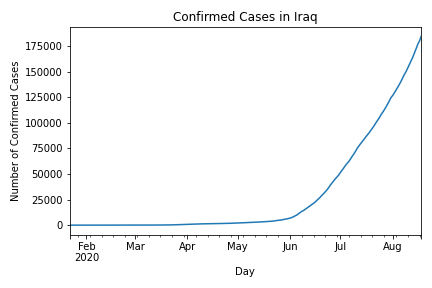 Confirmed Cases in Iraq
Number of Confirmed Cases
175000
150000
125000
100000
75000
50000
25000
0
Feb Mar Apr May Jun Jul Aug
2020
Day